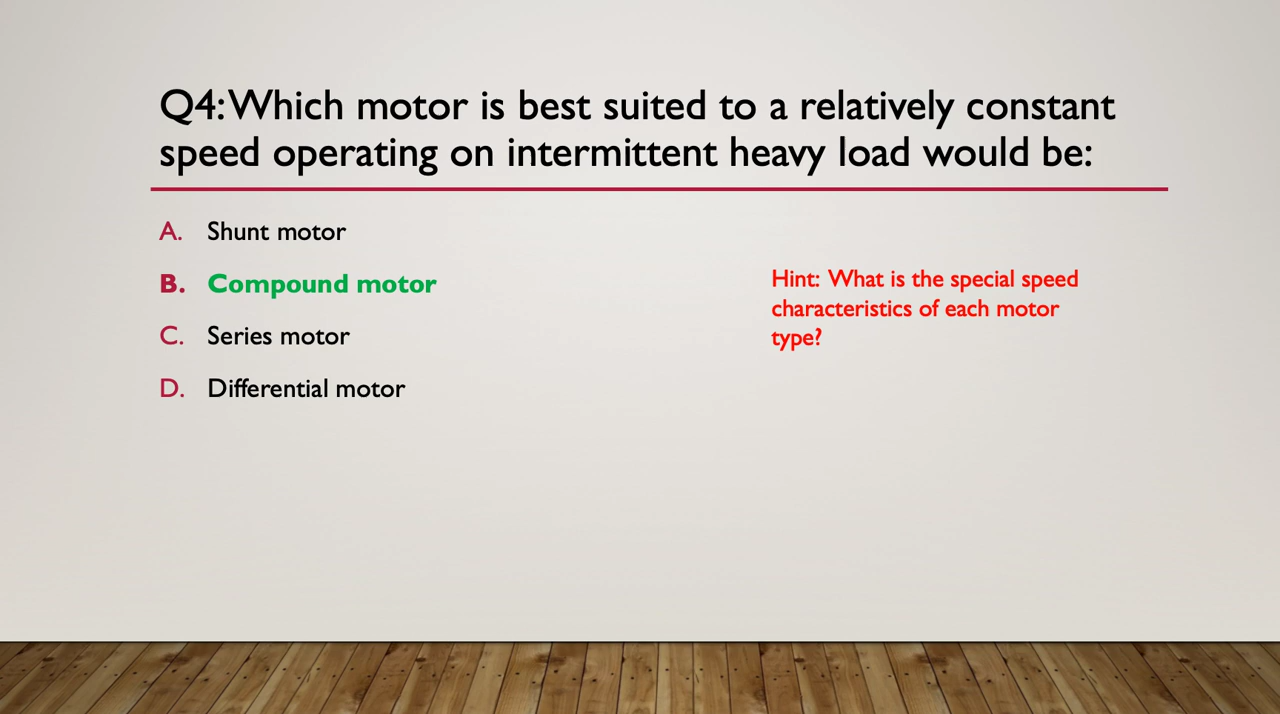 Q4: Which motor is best suited to a relatively constant
speed operating on intermittent heavy load would be:
A. Shunt motor
B. Compound motor
C. Series motor
D. Differential motor
Hint: What is the special speed
characteristics of each motor
type?